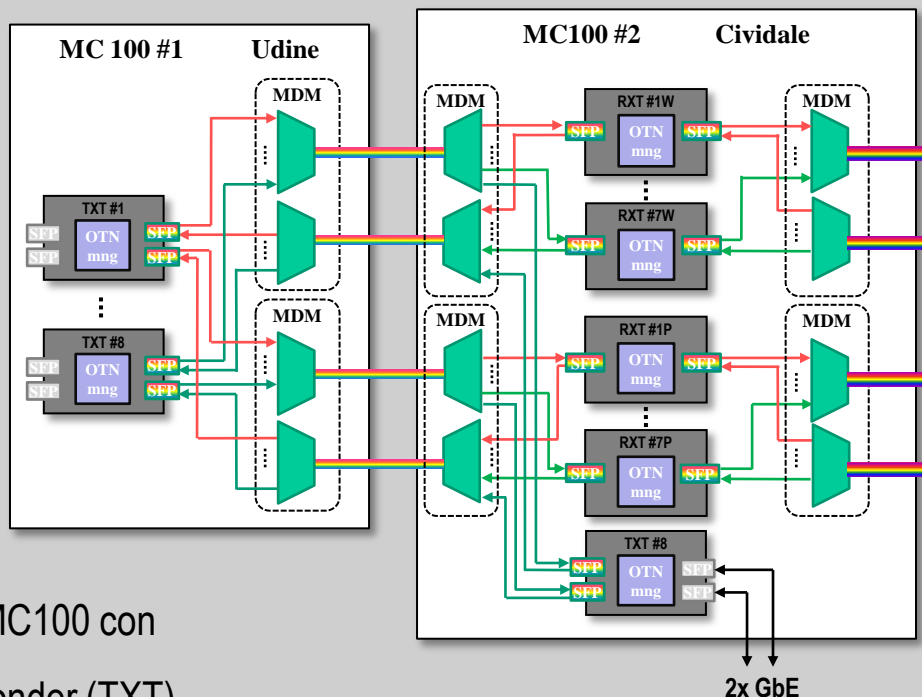 MC 100 #1 Udine
MDM
TXT #1
SFP
SFP
OTN
mng
SFP
SFP
TXT #8
SFP
SFP
OTN
mng
SFP
SFP
MDM
MC100 #2 Cividale
MDM
RXT #1W
SFP
OTN
mng
SFP
MDM
RXT #7W
SFP
OTN
mng
SFP
MDM
RXT #1P
SFP
OTN
mng
SFP
MDM
RXT #7P
SFP
OTN
mng
SFP
TXT #8
SFP
SFP
OTN
mng
SFP
SFP
2x GbE
MC100 con
(TXT)